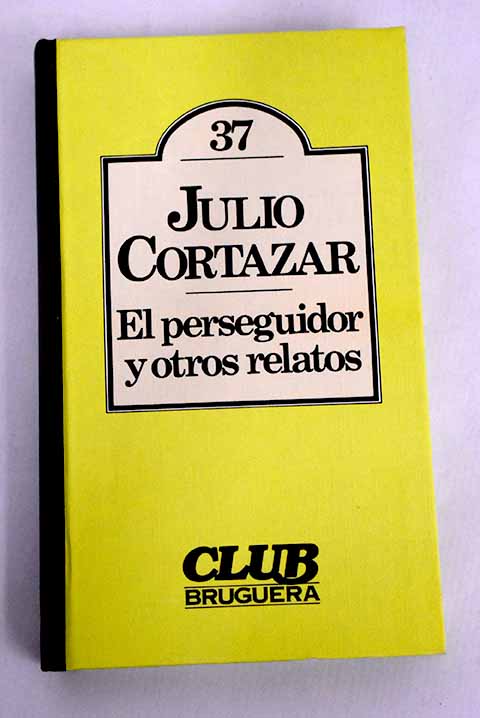 37
JULIO
CORTAZAR
El perseguidor
y otros relatos
CLUB
BRUGUERA